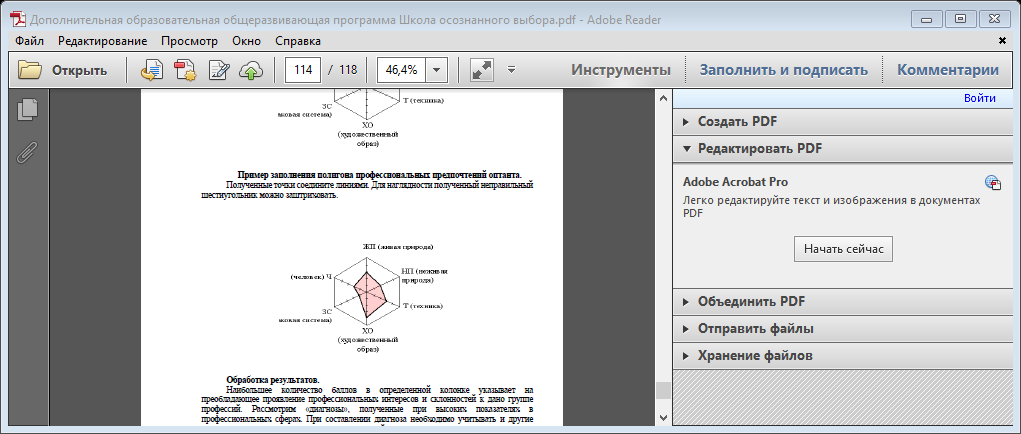 Дополнительная образовательная общеразвивающая программа Школа осознанного выбора.pdf - Adobe Reader
Файл Редактирование Просмотр Окно Справка
Открыть 114 / 118 46,4% Инструменты Заполнить и подписать Комментарии
Войти
Создать PDF
Редактировать PDF
Adobe Acrobat Pro
Легко редактируйте текст и изображения в документах
PDF
Начать сейчас
Объединить PDF
Отправить файлы
Хранение файлов
ЗС
ковая система)
Т (техника)
ХО
(художественный
образ)
Пример заполнения полигона профессиональных предпочтений оптанта.
Полученные точки соедините линиями. Для наглядности полученный неправильный
шестиугольник можно заштриховать.
ЖП (живая природа)
(человек) Ч
НП (неживая
природа)
Т (техника)
ЗС
ковая система)
ХО
(художественный
образ)
Обработка результатов.
Наибольшее количество баллов в определенной колонке указывает на
преобладающее проявление профессиональных интересов и склонностей к дано группе
профессий. Рассмотрим «диагнозы», полученные при высоких показателях в
профессиональных сферах. При составлении диагноза необходимо учитывать и другие